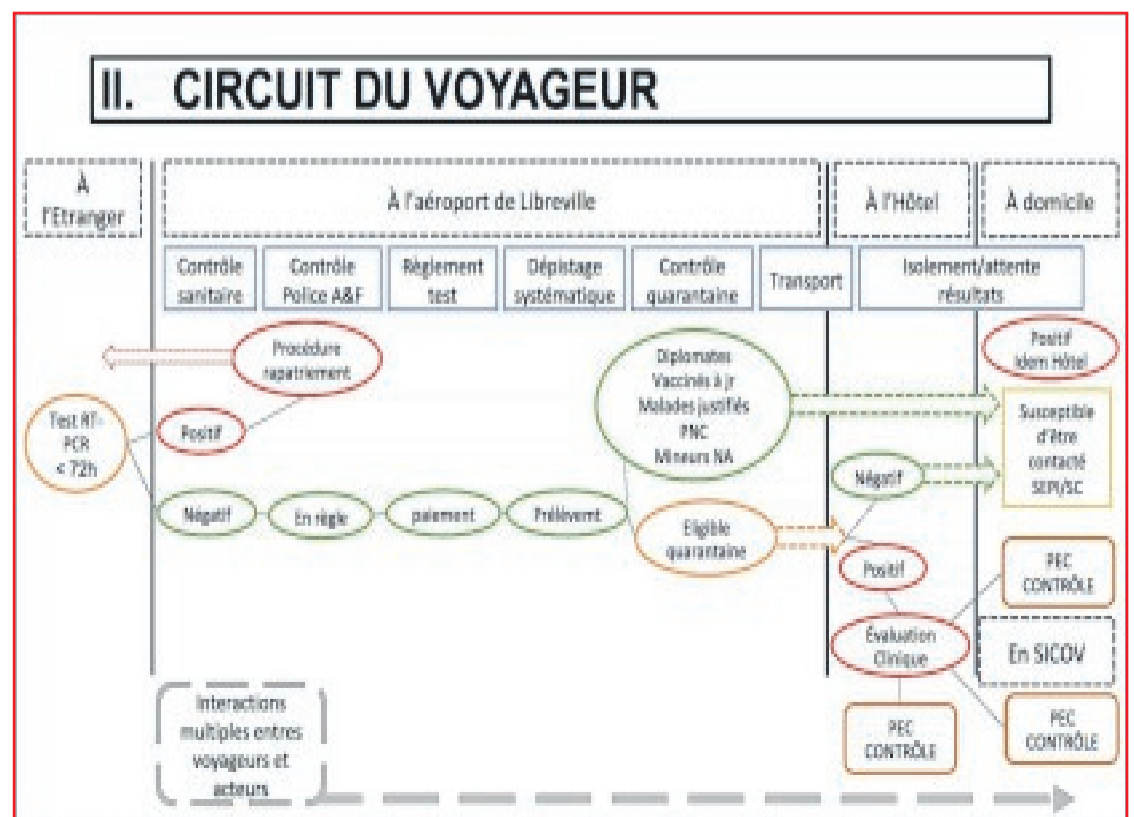 II. CIRCUIT DU VOYAGEUR
À
l'Etranger
À l'aéroport de Libreville
À l'Hôtel
À domicile
Contrôle
sanitaire
Contrôle
Police A&F
Règlement
test
Dépistage
systématique
Contrôle
quarantaine
Transport
Isolement/attente
résultats
Procédure
rapatriement
Diplomates
Vaccinés à jr
Malades justifiés
PNC
Mineurs NA
Positif
Idem Hôtel
Test RT-
PCR
< 72h
Positif
Susceptible
d'être
contacté
SEPI/SC
Négatif
Négatif
En règle
paiement
Prélèvemt
Eligible
quarantaine
Positif
PEC
CONTRÔLE
Évaluation
Clinique
En SICOV
Interactions
multiples entres
voyageurs et
acteurs
PEC
CONTRÔLE
PEC
CONTRÔLE